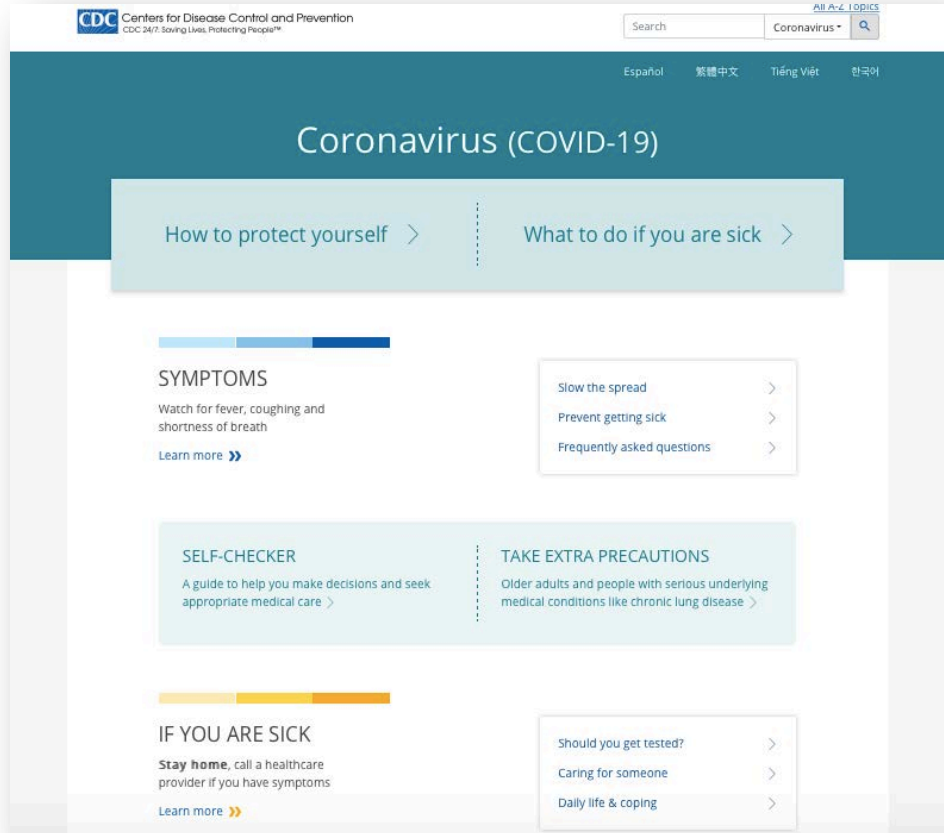 All A-Z Topics
CDC Centers for Disease Control and Prevention
CDC 24/7: Saving Lives, Protecting People™
Search
Coronavirus
Español 繁體中文 Tiếng Việt 한국어
Coronavirus (COVID-19)
How to protect yourself
What to do if you are sick
SYMPTOMS
Watch for fever, coughing and
shortness of breath
Learn more
Slow the spread
Prevent getting sick
Frequently asked questions
SELF-CHECKER
A guide to help you make decisions and seek
appropriate medical care
TAKE EXTRA PRECAUTIONS
Older adults and people with serious underlying
medical conditions like chronic lung disease
IF YOU ARE SICK
Stay home, call a healthcare
provider if you have symptoms
Learn more
Should you get tested?
Caring for someone
Daily life & coping